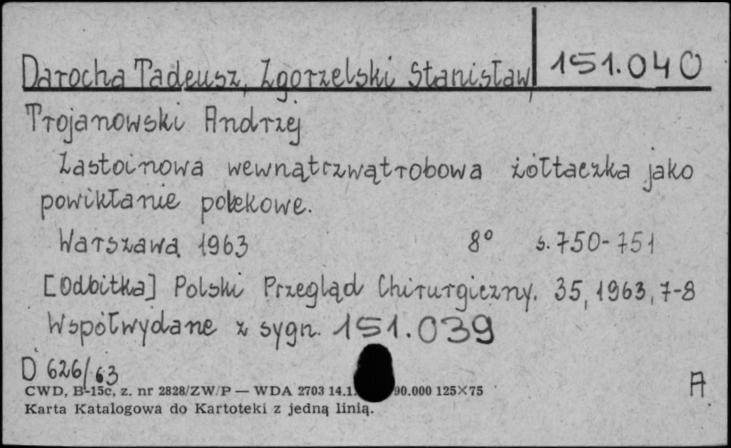 Darocha Tadeusz, Zgorzelski Stanisław, 151.040
Trojanowski Andrzej
Zastoinowa wewnątrzwątrobowa żółtaczka jako
powikłanie polekowe.
Warszawa 1963 8° s. 750-751
[Odbitka] Polski Przegląd Chirurgiczny. 35, 1963, 7-8
Współwydane z sygn. 151.039
D 626/63
CWD, B-15c, z. nr 2828/ZW/P — WDA 2703 14.1. 90.000 125×75 A
Karta Katalogowa do Kartoteki z jedną linią.